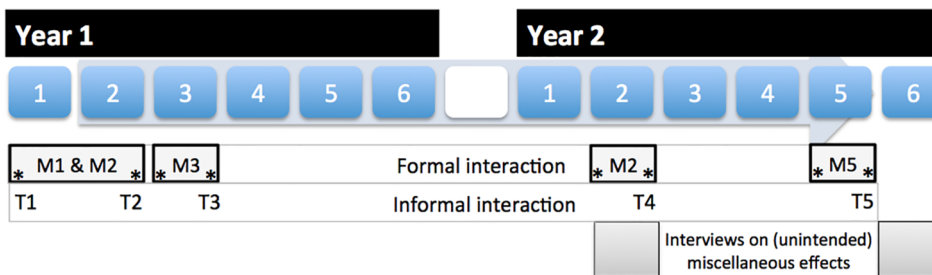 Year 1 Year 2
1 2 3 4 5 6 1 2 3 4 5 6
* M1 & M2 * * M3 * Formal interaction * M2 * * M5 *
T1 T2 T3 Informal interaction T4 T5
Interviews on (unintended)
miscellaneous effects